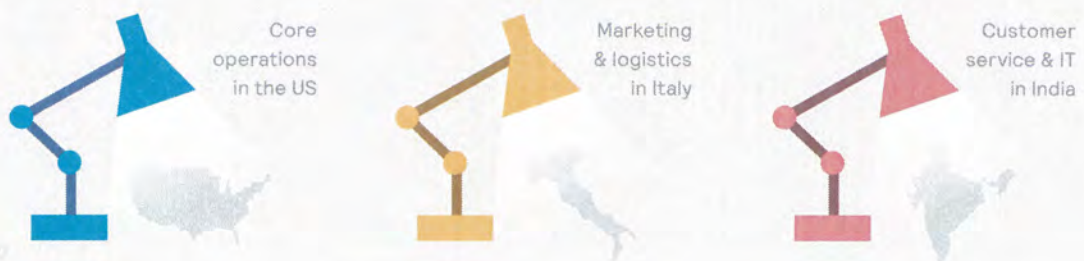 Core
operations
in the US
Marketing
& logistics
in Italy
Customer
service & IT
in India